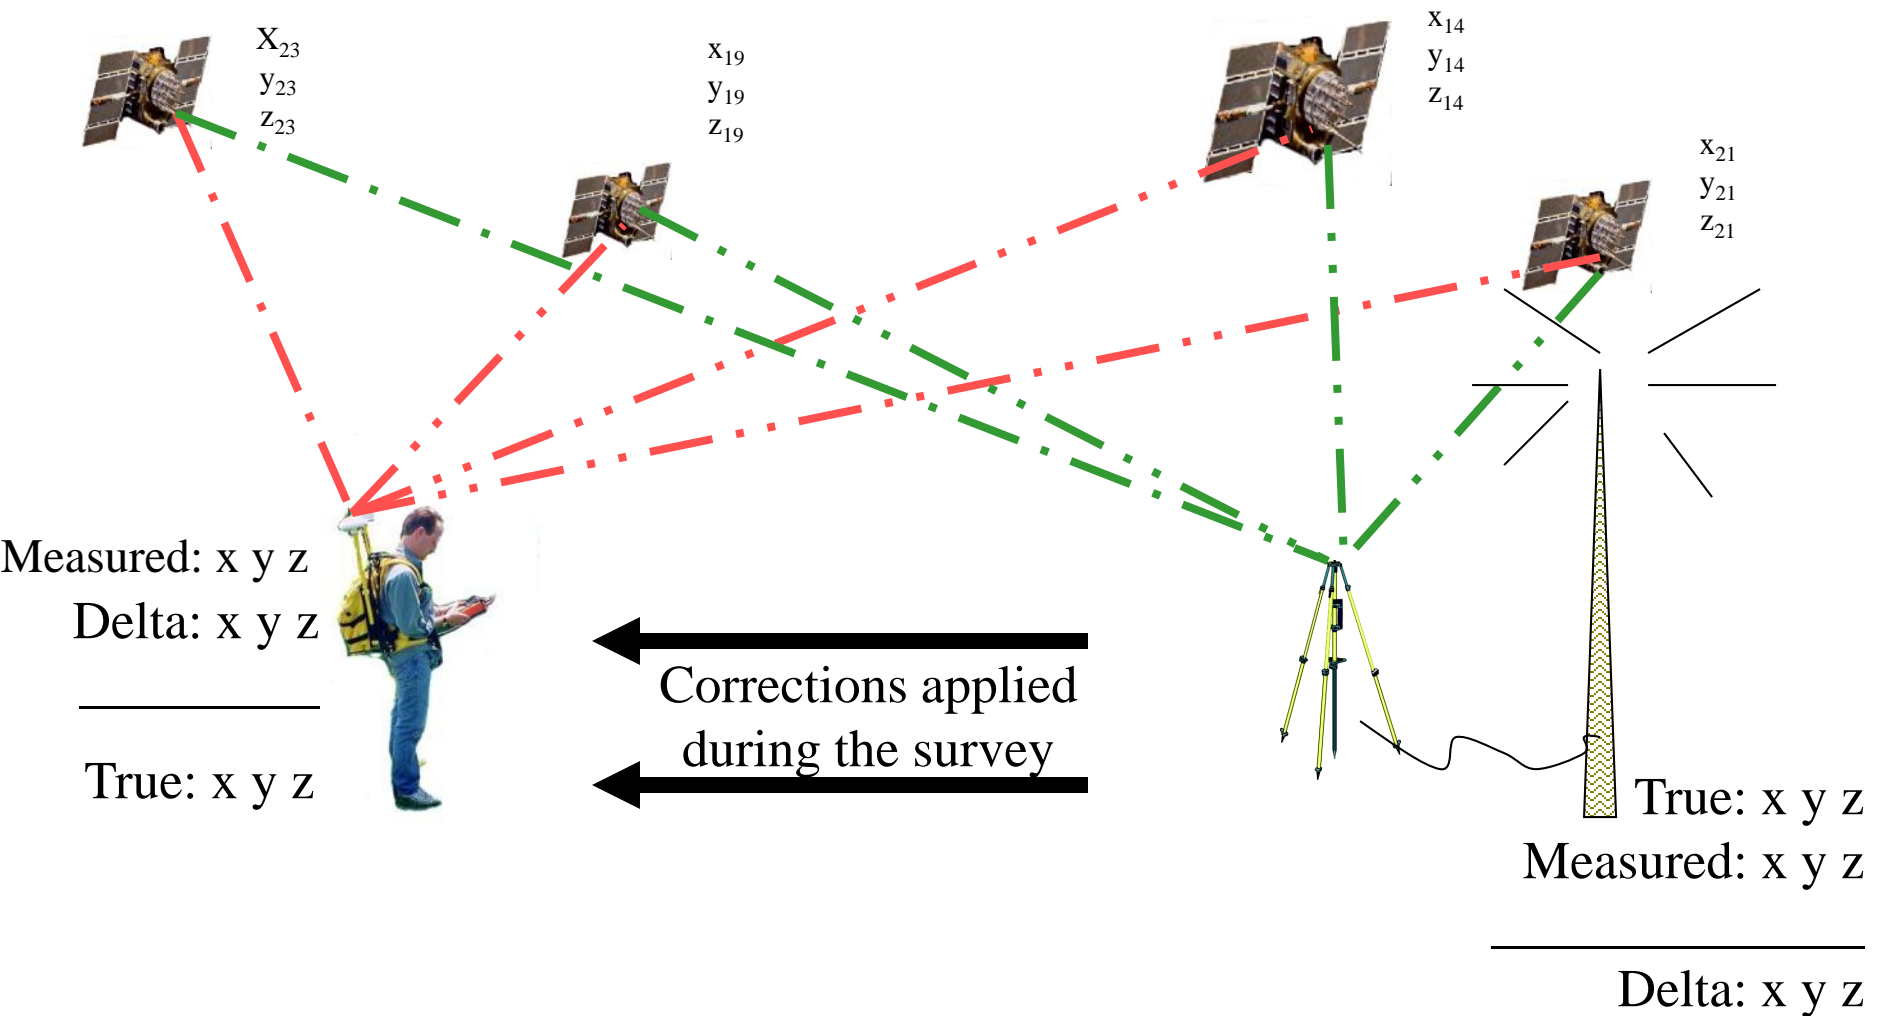 X₂₃
y₂₃
z₂₃
x₁₉
y₁₉
z₁₉
x₁₄
y₁₄
z₁₄
x₂₁
y₂₁
z₂₁
Measured: x y z
Delta: x y z
True: x y z
Corrections applied
during the survey
True: x y z
Measured: x y z
Delta: x y z